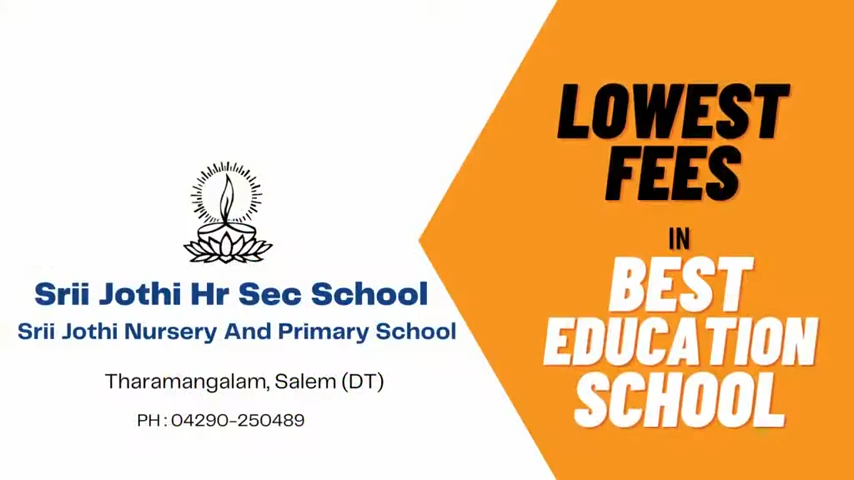 Srii Jothi Hr Sec School
Srii Jothi Nursery And Primary School
Tharamangalam, Salem (DT)
PH : 04290-250489
LOWEST
FEES
IN
BEST
EDUCATION
SCHOOL